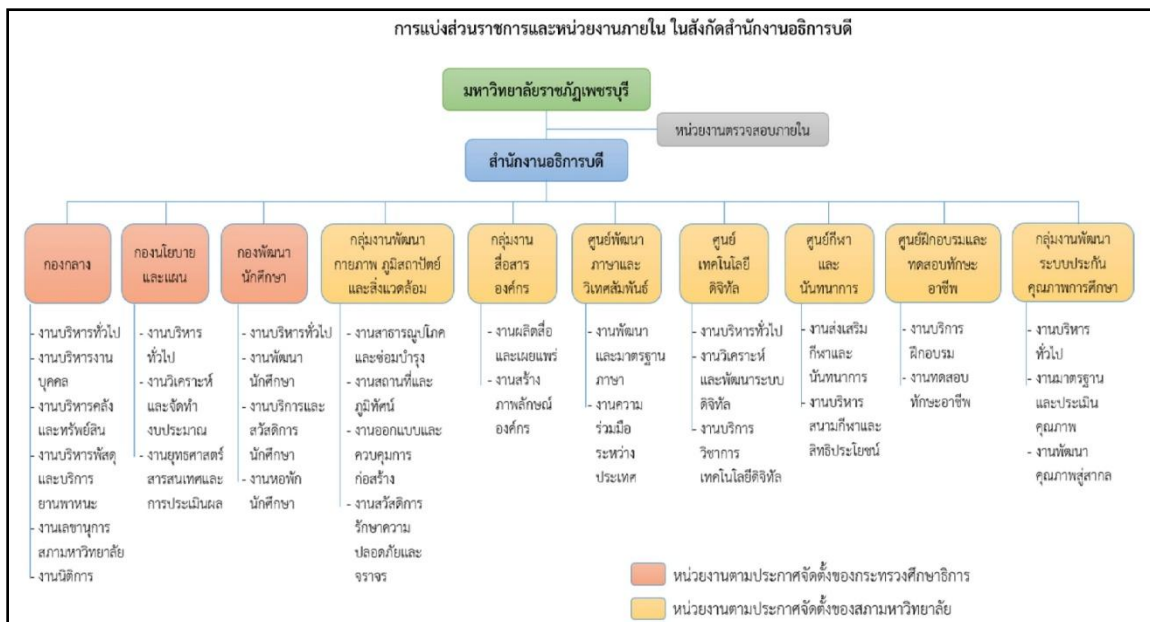 การแบ่งส่วนราชการและหน่วยงานภายใน ในสังกัดสำนักงานอธิการบดี
มหาวิทยาลัยราชภัฏเพชรบุรี
หน่วยงานตรวจสอบภายใน
สำนักงานอธิการบดี
กองกลาง
- งานบริหารทั่วไป
- งานบริหารงาน
บุคคล
- งานบริหารคลัง
และทรัพย์สิน
- งานบริหารพัสดุ
และบริการ
ยานพาหนะ
- งานเลขานุการ
สภามหาวิทยาลัย
- งานนิติการ
กองนโยบาย
และแผน
- งานบริหาร
ทั่วไป
- งานวิเคราะห์
และจัดทำ
งบประมาณ
- งานยุทธศาสตร์
สารสนเทศและ
การประเมินผล
กองพัฒนา
นักศึกษา
- งานบริหารทั่วไป
- งานพัฒนา
นักศึกษา
- งานบริการและ
สวัสดิการ
นักศึกษา
- งานหอพัก
นักศึกษา
กลุ่มงานพัฒนา
กายภาพ ภูมิสถาปัตย์
และสิ่งแวดล้อม
- งานสาธารณูปโภค
และซ่อมบำรุง
- งานสถานที่และ
ภูมิทัศน์
- งานออกแบบและ
ควบคุมการ
ก่อสร้าง
- งานสวัสดิการ
รักษาความ
ปลอดภัยและ
จราจร
กลุ่มงาน
สื่อสาร
องค์กร
- งานผลิตสื่อ
และเผยแพร่
- งานสร้าง
ภาพลักษณ์
องค์กร
ศูนย์พัฒนา
ภาษาและ
วิเทศสัมพันธ์
- งานพัฒนา
และมาตรฐาน
ภาษา
- งานความ
ร่วมมือ
ระหว่าง
ประเทศ
ศูนย์
เทคโนโลยี
ดิจิทัล
- งานบริหารทั่วไป
- งานวิเคราะห์
และพัฒนาระบบ
ดิจิทัล
- งานบริการ
วิชาการ
เทคโนโลยีดิจิทัล
ศูนย์กีฬา
และ
นันทนาการ
- งานส่งเสริม
กีฬาและ
นันทนาการ
- งานบริหาร
สนามกีฬาและ
สิทธิประโยชน์
ศูนย์ฝึกอบรมและ
ทดสอบทักษะ
อาชีพ
- งานบริการ
ฝึกอบรม
- งานทดสอบ
ทักษะอาชีพ
กลุ่มงานพัฒนา
ระบบประกัน
คุณภาพการศึกษา
- งานบริหาร
ทั่วไป
- งานมาตรฐาน
และประเมิน
คุณภาพ
- งานพัฒนา
คุณภาพสู่สากล
หน่วยงานตามประกาศจัดตั้งของกระทรวงศึกษาธิการ
หน่วยงานตามประกาศจัดตั้งของสภามหาวิทยาลัย